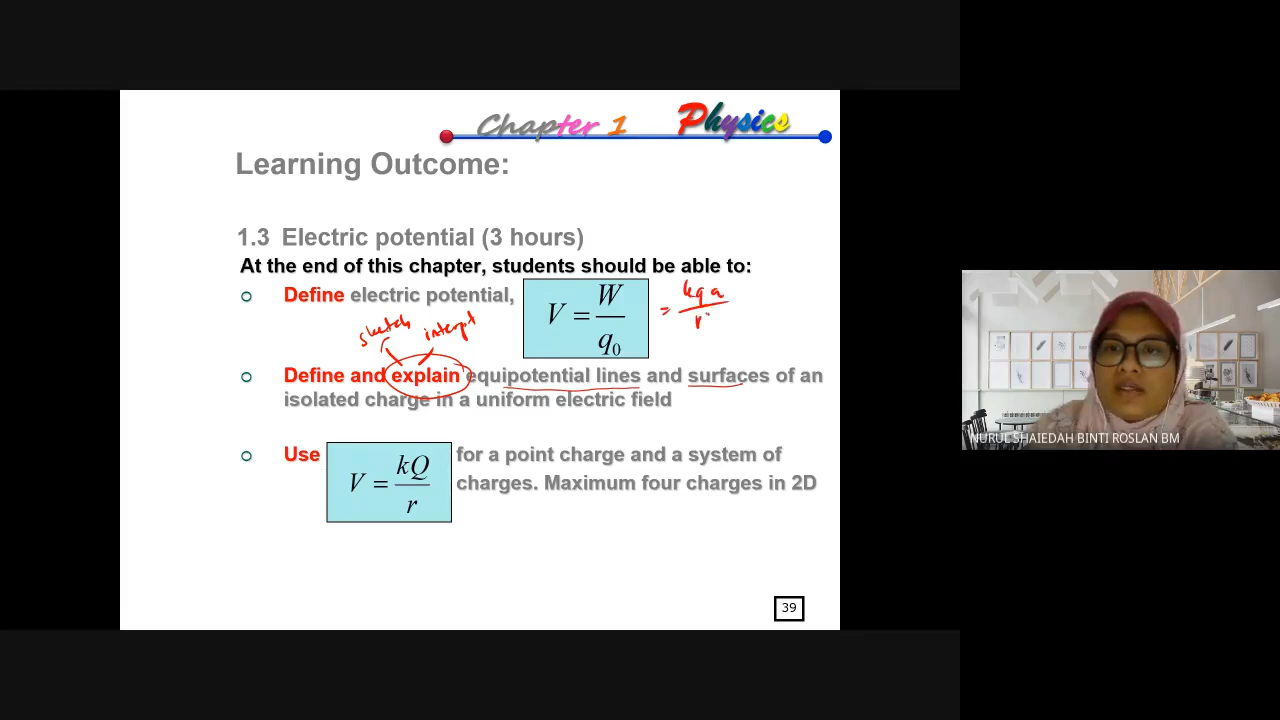 Chapter 1 Physics
Learning Outcome:
1.3 Electric potential (3 hours)
At the end of this chapter, students should be able to:
Define electric potential,
V = W / q₀
= kq / r
sketch
Define and explain equipotential lines and surfaces of an
isolated charge in a uniform electric field
Use V = kQ / r for a point charge and a system of
charges. Maximum four charges in 2D
39
NURUL SHAIEDAH BINTI ROSLAN BM